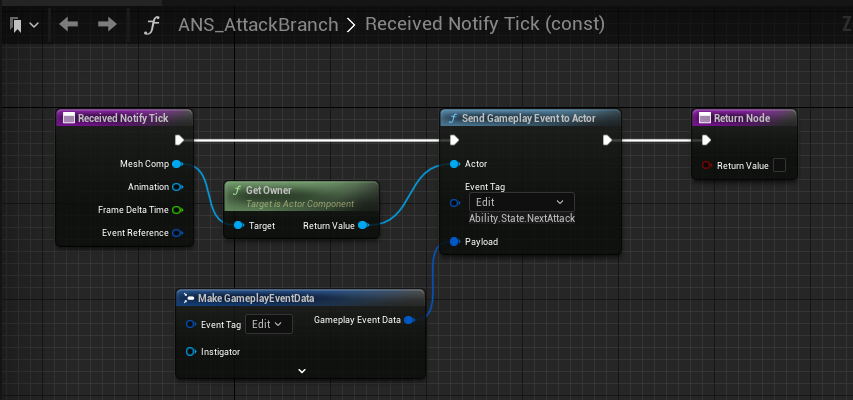 ANS_AttackBranch > Received Notify Tick (const)
Received Notify Tick
Mesh Comp
Animation
Frame Delta Time
Event Reference
Get Owner
Target is Actor Component
Target Return Value
Send Gameplay Event to Actor
Actor
Event Tag
Edit
Ability.State.NextAttack
Payload
Return Node
Return Value
Make GameplayEventData
Event Tag Edit Gameplay Event Data
Instigator